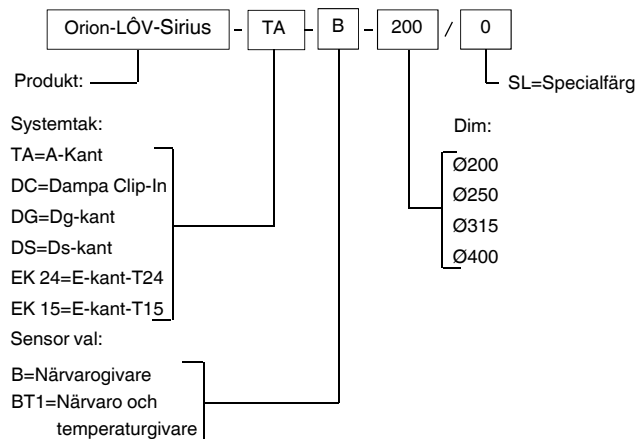 Orion-LÔV-Sirius - TA - B - 200 / 0
Produkt:
SL=Specialfärg
Systemtak:
TA=A-Kant
DC=Dampa Clip-In
DG=Dg-kant
DS=Ds-kant
EK 24=E-kant-T24
EK 15=E-kant-T15
Dim:
Ø200
Ø250
Ø315
Ø400
Sensor val:
B=Närvarogivare
BT1=Närvaro och
temperaturgivare